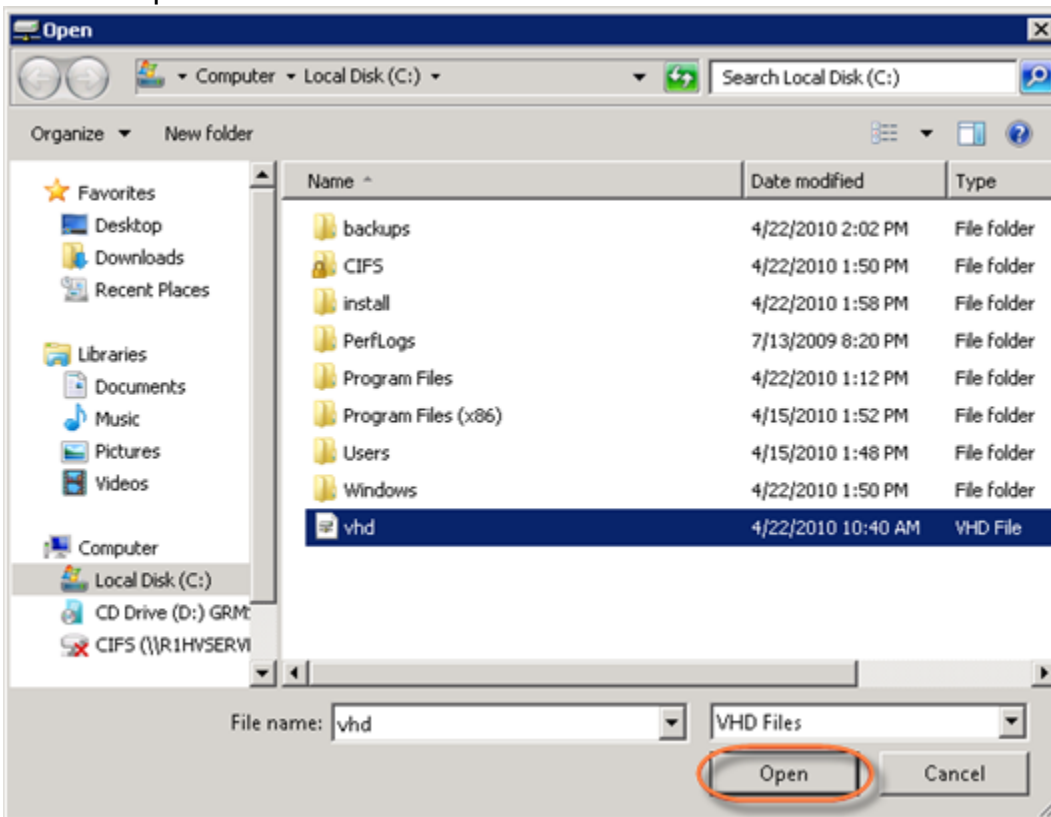 Open
Computer Local Disk (C:) Search Local Disk (C:)
Organize New folder
Name Date modified Type
Favorites
Desktop
Downloads
Recent Places
Libraries
Documents
Music
Pictures
Videos
Computer
Local Disk (C:)
CD Drive (D:) GRM
CIFS (\\R1HVSERV
backups 4/22/2010 2:02 PM File folder
CIFS 4/22/2010 1:50 PM File folder
install 4/22/2010 1:58 PM File folder
PerfLogs 7/13/2009 8:20 PM File folder
Program Files 4/22/2010 1:12 PM File folder
Program Files (x86) 4/15/2010 1:52 PM File folder
Users 4/15/2010 1:48 PM File folder
Windows 4/22/2010 1:50 PM File folder
vhd 4/22/2010 10:40 AM VHD File
File name: vhd VHD Files
Open Cancel